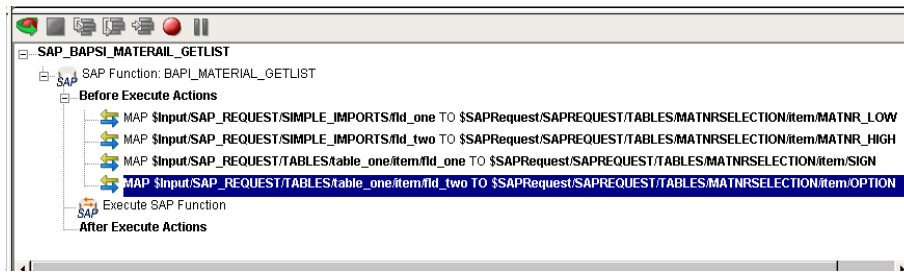 SAP_BAPSI_MATERAIL_GETLIST
SAP SAP Function: BAPI_MATERIAL_GETLIST
Before Execute Actions
MAP $Input/SAP_REQUEST/SIMPLE_IMPORTS/fld_one TO $SAPRequest/SAPREQUEST/TABLES/MATNRSELECTION/item/MATNR_LOW
MAP $Input/SAP_REQUEST/SIMPLE_IMPORTS/fld_two TO $SAPRequest/SAPREQUEST/TABLES/MATNRSELECTION/item/MATNR_HIGH
MAP $Input/SAP_REQUEST/TABLES/table_one/item/fld_one TO $SAPRequest/SAPREQUEST/TABLES/MATNRSELECTION/item/SIGN
MAP $Input/SAP_REQUEST/TABLES/table_one/item/fld_two TO $SAPRequest/SAPREQUEST/TABLES/MATNRSELECTION/item/OPTION
SAP Execute SAP Function
After Execute Actions